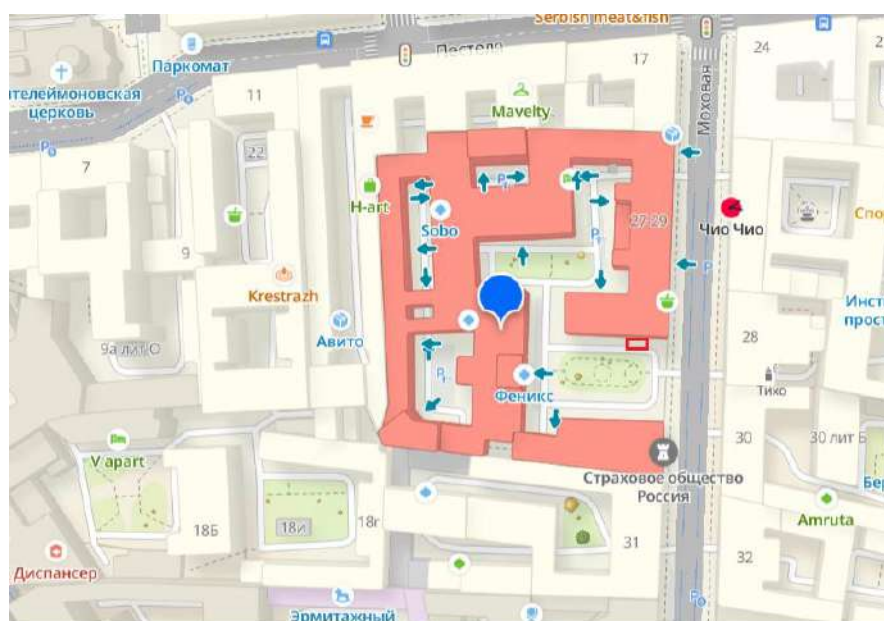 Serbish meat&fish
Пестеля
Паркомат
17
24
Моховая
телеймоновская
церковь
11
Mavelty
22
7
P
H-art
Sobo
27-29
Чио Чио
Спо
9
Krestrazh
P
Авито
Инст
прост
28
9а лит О
Феникс
Тихо
V apart
30
30 лит Б
Бер
Страховое общество
Россия
18Б
18и
18г
Amruta
31
32
Диспансер
Эрмитажный